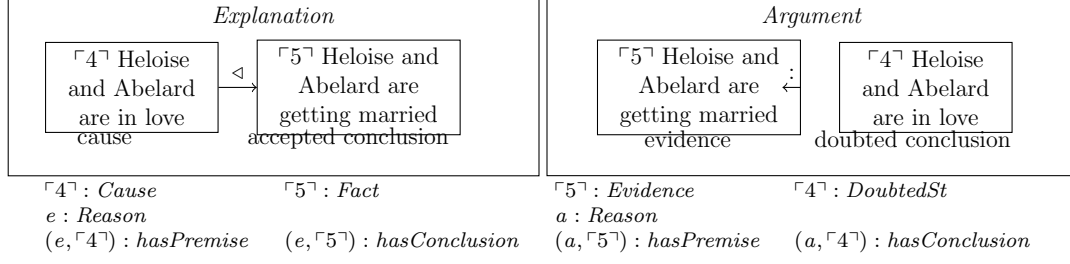 Explanation
⌜4⌝ Heloise
and Abelard
are in love
cause
◁
⌜5⌝ Heloise and
Abelard are
getting married
accepted conclusion
Argument
⌜5⌝ Heloise and
Abelard are
getting married
evidence
:
⌜4⌝ Heloise
and Abelard
are in love
doubted conclusion
⌜4⌝ : Cause ⌜5⌝ : Fact
e : Reason
(e, ⌜4⌝) : hasPremise (e, ⌜5⌝) : hasConclusion
⌜5⌝ : Evidence ⌜4⌝ : DoubtedSt
a : Reason
(a, ⌜5⌝) : hasPremise (a, ⌜4⌝) : hasConclusion